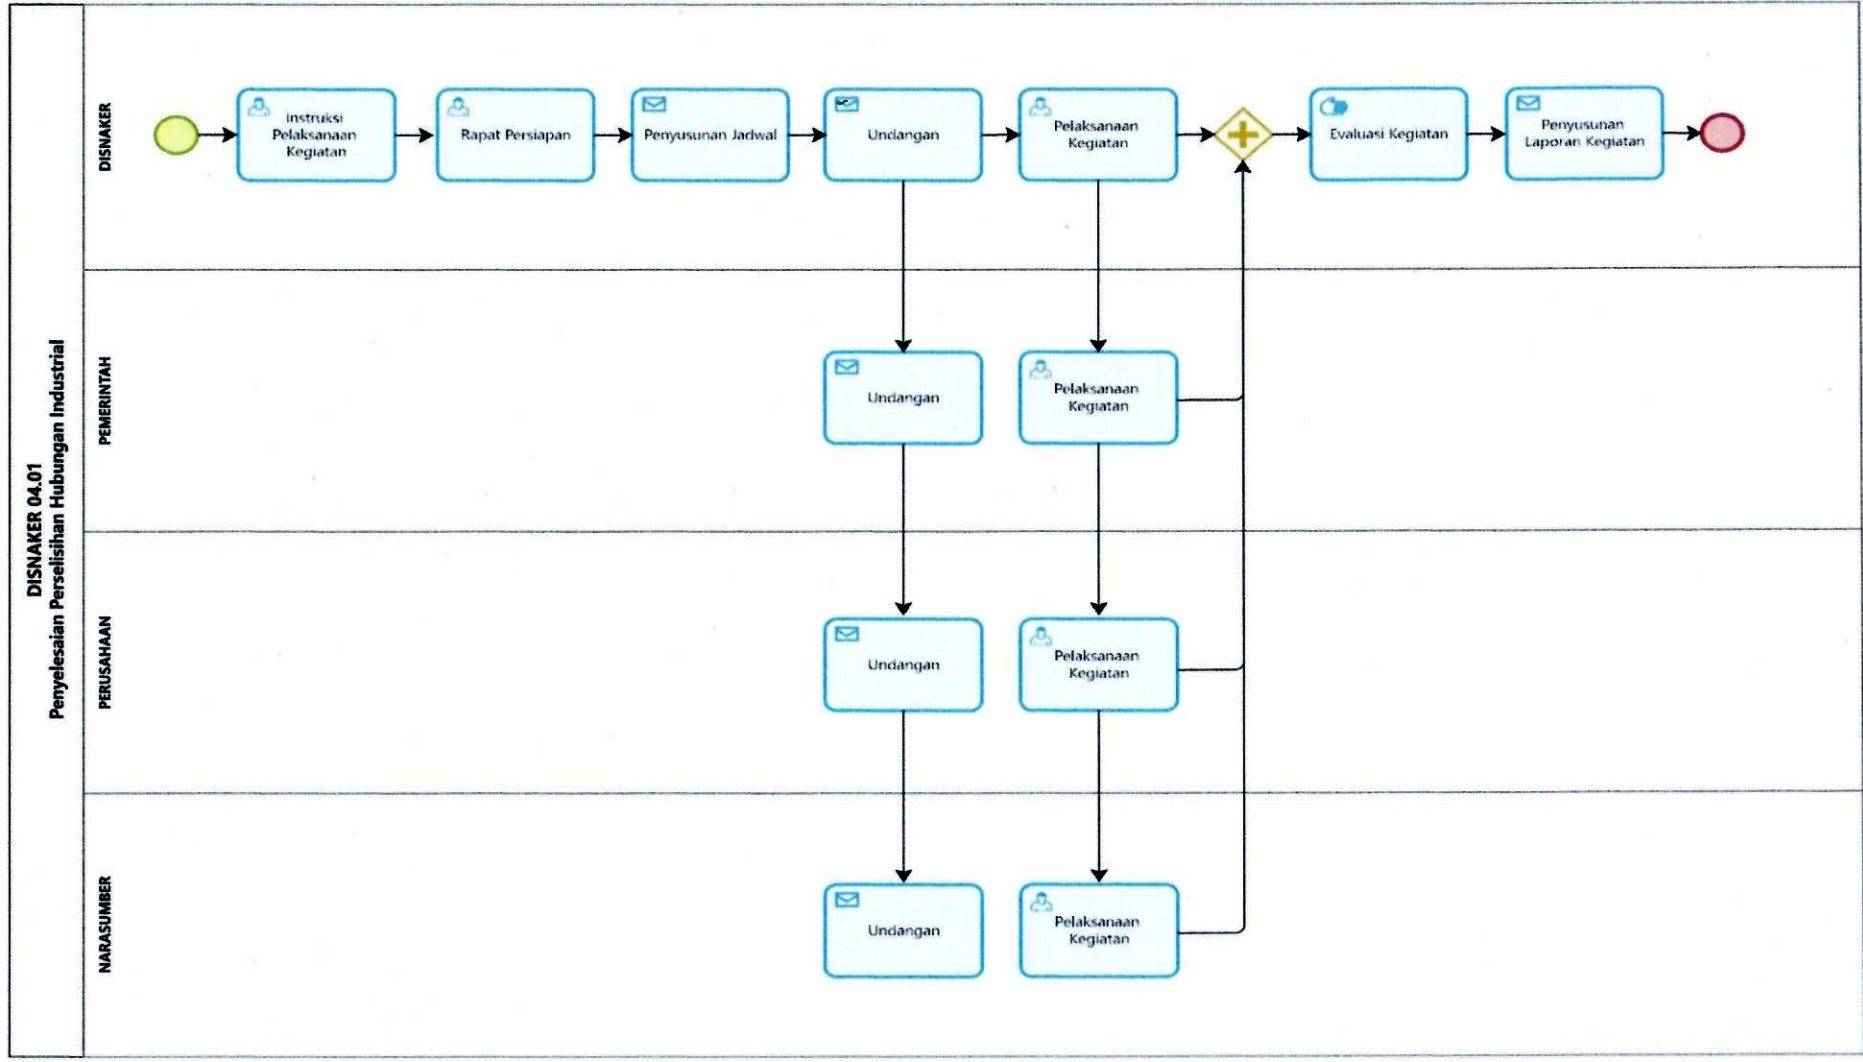 DISNAKER 04.01
Penyelesaian Perselisihan Hubungan Industrial
DISNAKER
Instruksi
Pelaksanaan
Kegiatan
Rapat Persiapan
Penyusunan Jadwal
Undangan
Pelaksanaan
Kegiatan
Evaluasi Kegiatan
Penyusunan
Laporan Kegiatan
PEMERINTAH
Undangan
Pelaksanaan
Kegiatan
PERUSAHAAN
Undangan
Pelaksanaan
Kegiatan
NARASUMBER
Undangan
Pelaksanaan
Kegiatan